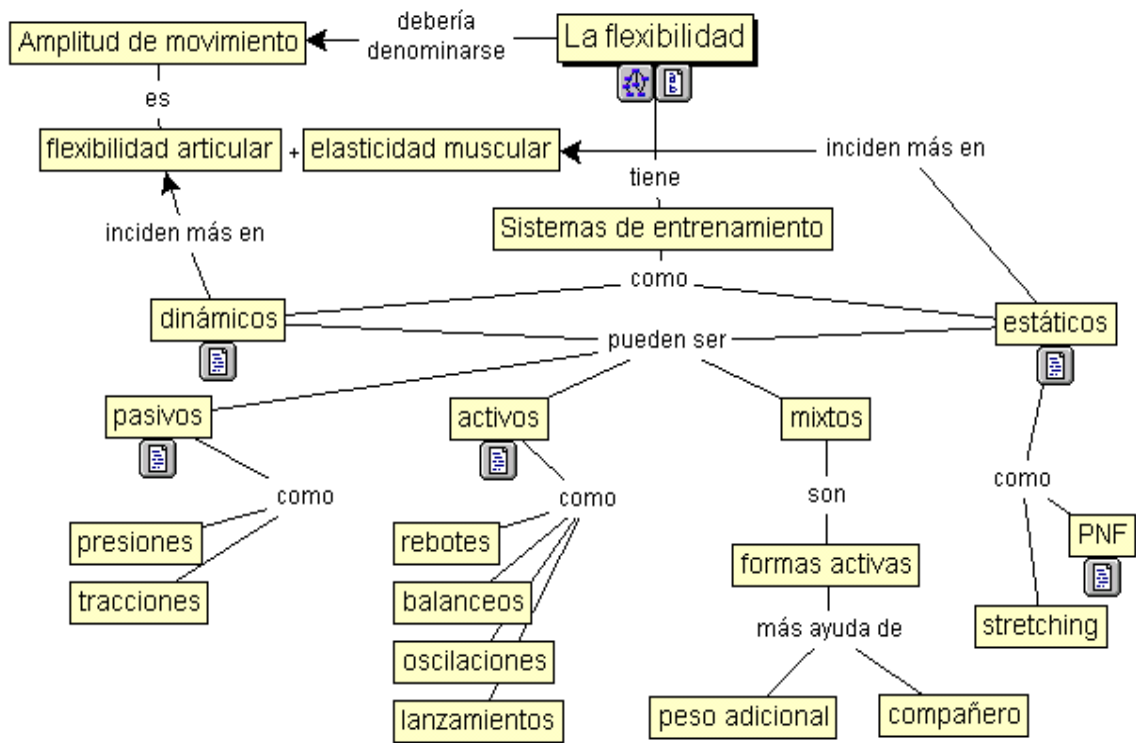 debería
denominarse
La flexibilidad
Amplitud de movimiento
es
flexibilidad articular + elasticidad muscular
inciden más en
tiene
inciden más en
Sistemas de entrenamiento
como
dinámicos
estáticos
pueden ser
pasivos
activos
mixtos
como
como
son
como
presiones
rebotes
PNF
formas activas
tracciones
balanceos
stretching
más ayuda de
oscilaciones
peso adicional
compañero
lanzamientos